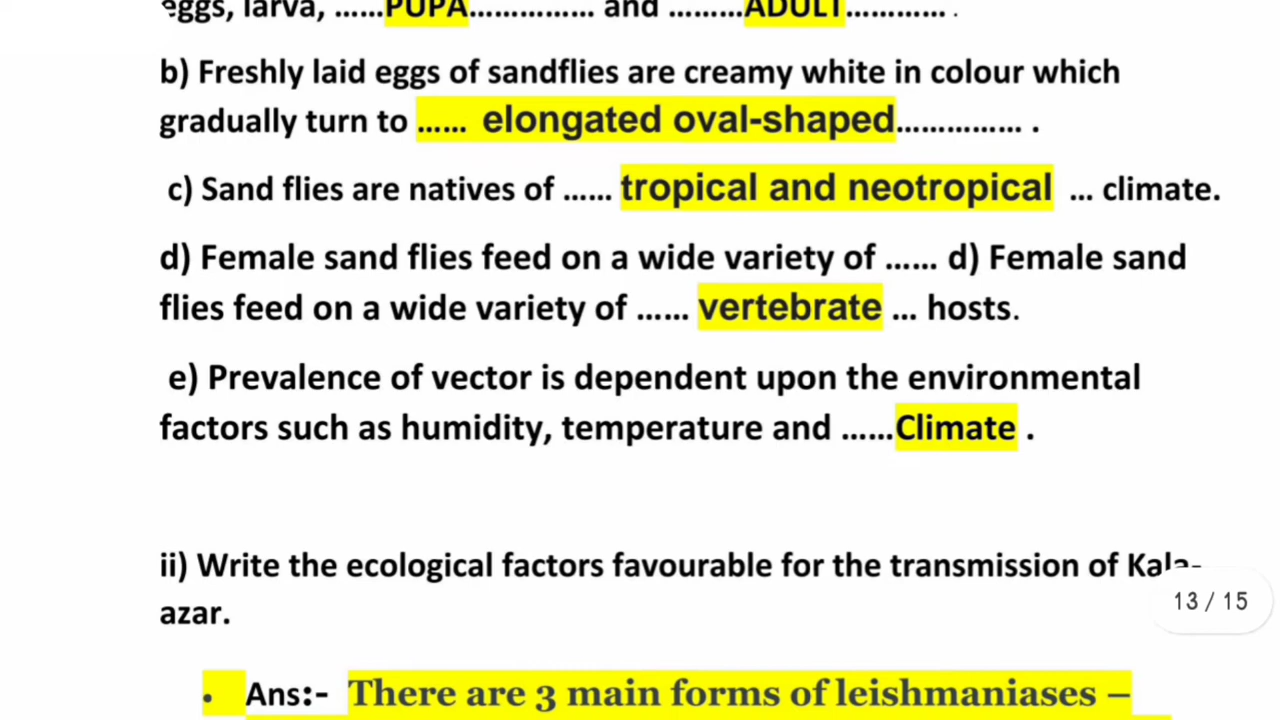 eggs, larva, ......PUPA............... and .........ADULT............ .
b) Freshly laid eggs of sandflies are creamy white in colour which
gradually turn to ...... elongated oval-shaped............... .
c) Sand flies are natives of ...... tropical and neotropical ... climate.
d) Female sand flies feed on a wide variety of ...... d) Female sand
flies feed on a wide variety of ...... vertebrate ... hosts.
e) Prevalence of vector is dependent upon the environmental
factors such as humidity, temperature and ......Climate .
ii) Write the ecological factors favourable for the transmission of Kala-
azar.
13 / 15
• Ans:- There are 3 main forms of leishmaniases –